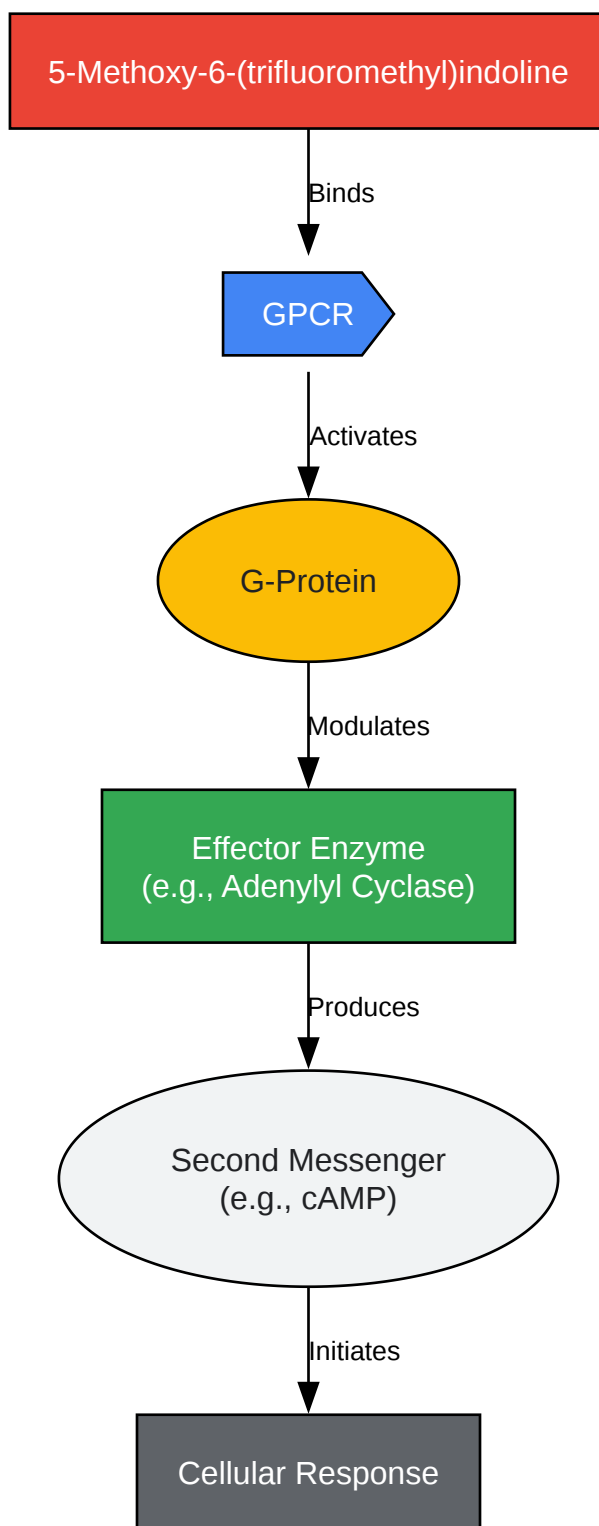 5-Methoxy-6-(trifluoromethyl)indoline
Binds
GPCR
Activates
G-Protein
Modulates
Effector Enzyme
(e.g., Adenylyl Cyclase)
Produces
Second Messenger
(e.g., cAMP)
Initiates
Cellular Response